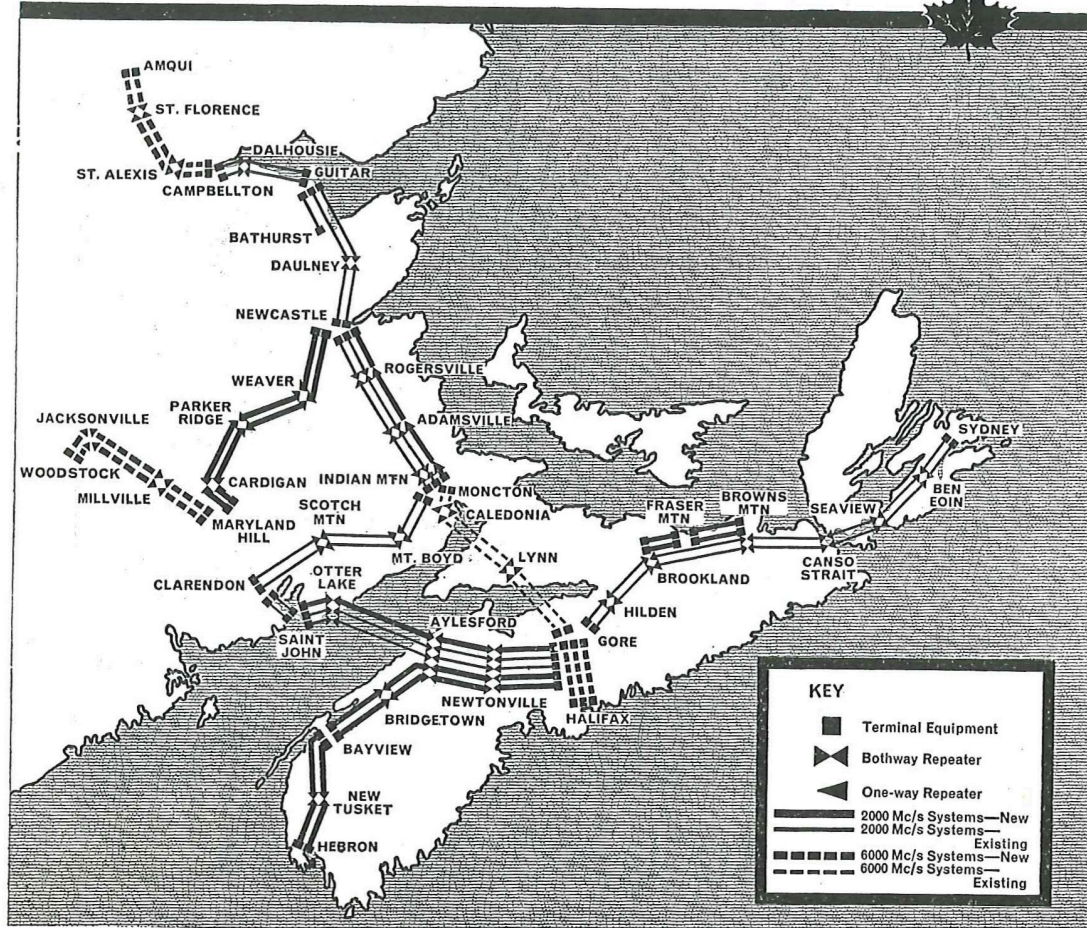 AMQUI
ST. FLORENCE
DALHOUSIE
ST. ALEXIS
GUITAR
CAMPBELLTON
BATHURST
DAULNEY
NEWCASTLE
ROGERSVILLE
WEAVER
PARKER
RIDGE
ADAMSVILLE
JACKSONVILLE
SYDNEY
WOODSTOCK
CARDIGAN
INDIAN MTN
MILLVILLE
MONCTON
BEN
EOIN
SCOTCH
MTN
MARYLAND
HILL
CALEDONIA
FRASER
MTN
BROWNS
MTN
SEAVIEW
MT. BOYD
LYNN
CANSO
STRAIT
CLARENDON
OTTER
LAKE
BROOKLAND
HILDEN
AYLESFORD
GORE
SAINT
JOHN
NEWTONVILLE
HALIFAX
BRIDGETOWN
BAYVIEW
NEW
TUSKET
HEBRON
KEY
Terminal Equipment
Bothway Repeater
One-way Repeater
2000 Mc/s Systems—New
2000 Mc/s Systems—
Existing
6000 Mc/s Systems—New
6000 Mc/s Systems—
Existing